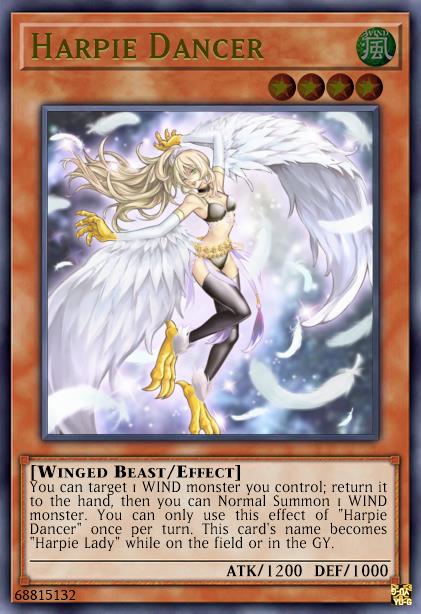 HARPIE DANCER
WIND
風
[WINGED BEAST/EFFECT]
You can target 1 WIND monster you control; return it
to the hand, then you can Normal Summon 1 WIND
monster. You can only use this effect of "Harpie
Dancer" once per turn. This card's name becomes
"Harpie Lady" while on the field or in the GY.
ATK/1200 DEF/1000
68815132